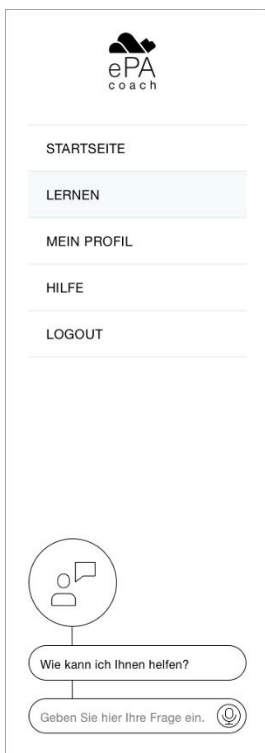 ePA
coach
STARTSEITE
LERNEN
MEIN PROFIL
HILFE
LOGOUT
Wie kann ich Ihnen helfen?
Geben Sie hier Ihre Frage ein.